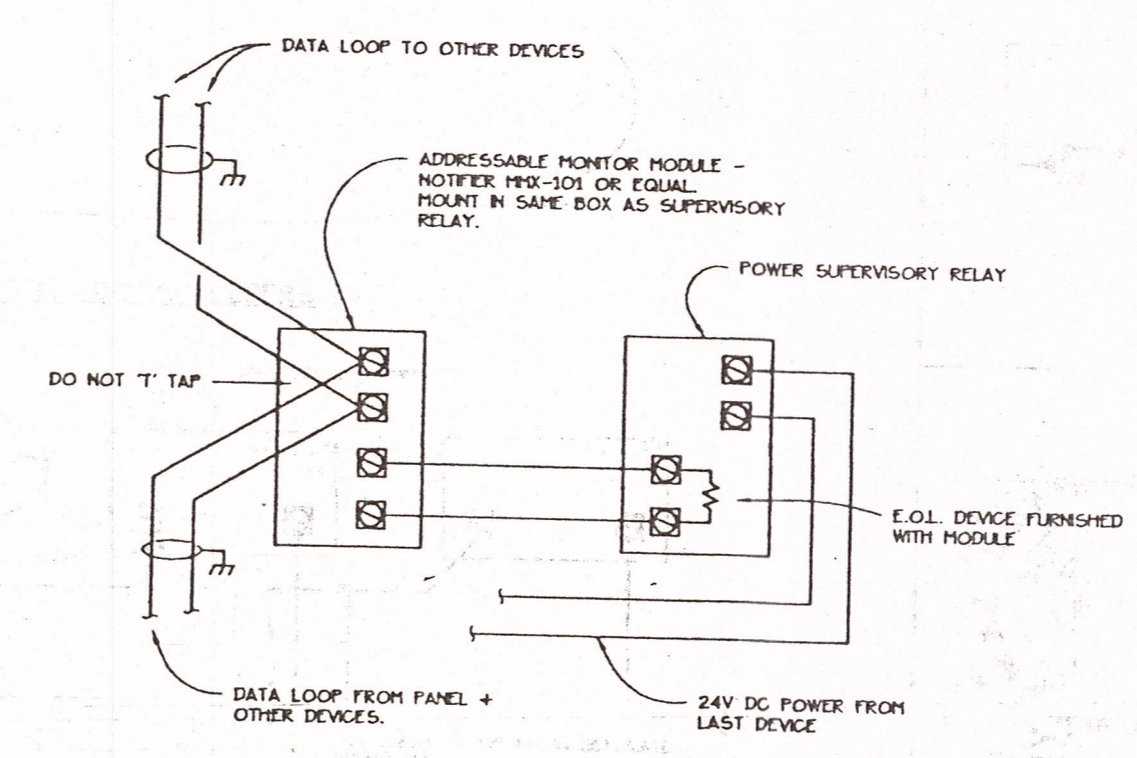 DATA LOOP TO OTHER DEVICES
ADDRESSABLE MONITOR MODULE -
NOTIFIER MMX-101 OR EQUAL.
MOUNT IN SAME BOX AS SUPERVISORY
RELAY.
POWER SUPERVISORY RELAY
DO NOT 'T' TAP
E.O.L. DEVICE FURNISHED
WITH MODULE
DATA LOOP FROM PANEL +
OTHER DEVICES.
24V DC POWER FROM
LAST DEVICE